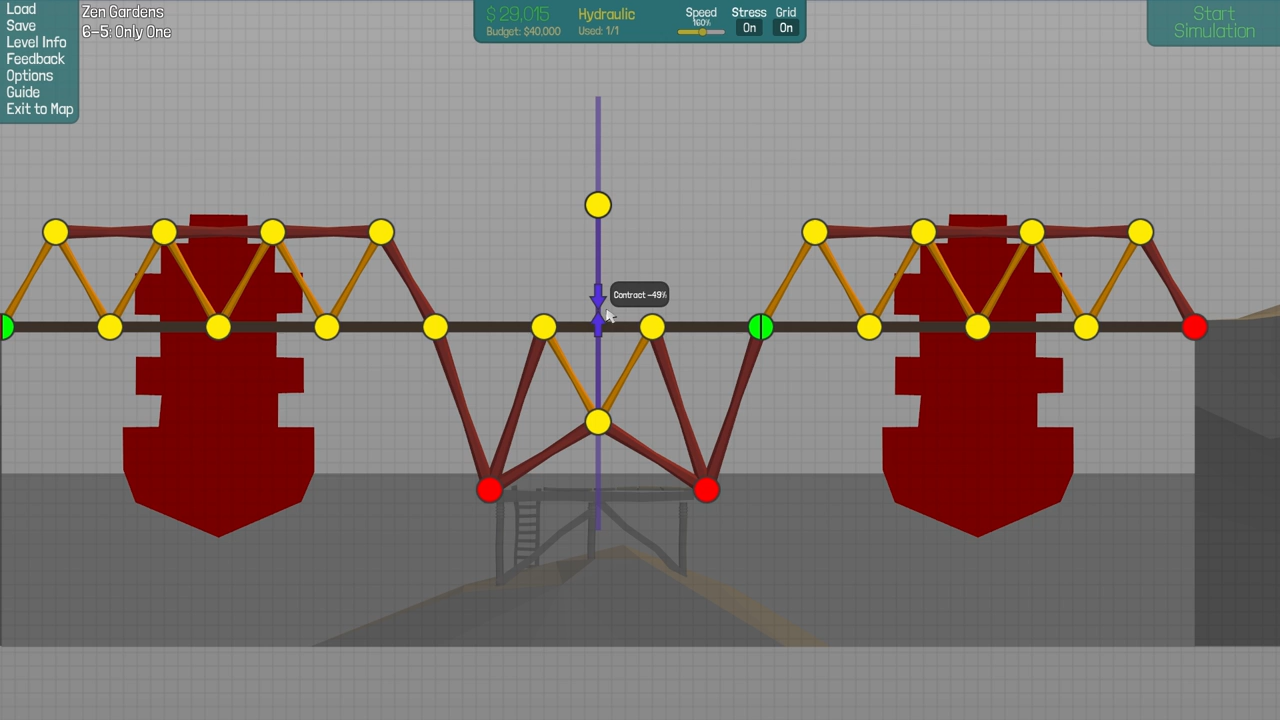 Load
Save
Level Info
Feedback
Options
Guide
Exit to Map
Zen Gardens
6-5: Only One
$ 29,015
Budget: $40,000
Hydraulic
Used: 1/1
Speed
160%
Stress
On
Grid
On
Start
Simulation
Contract -49%